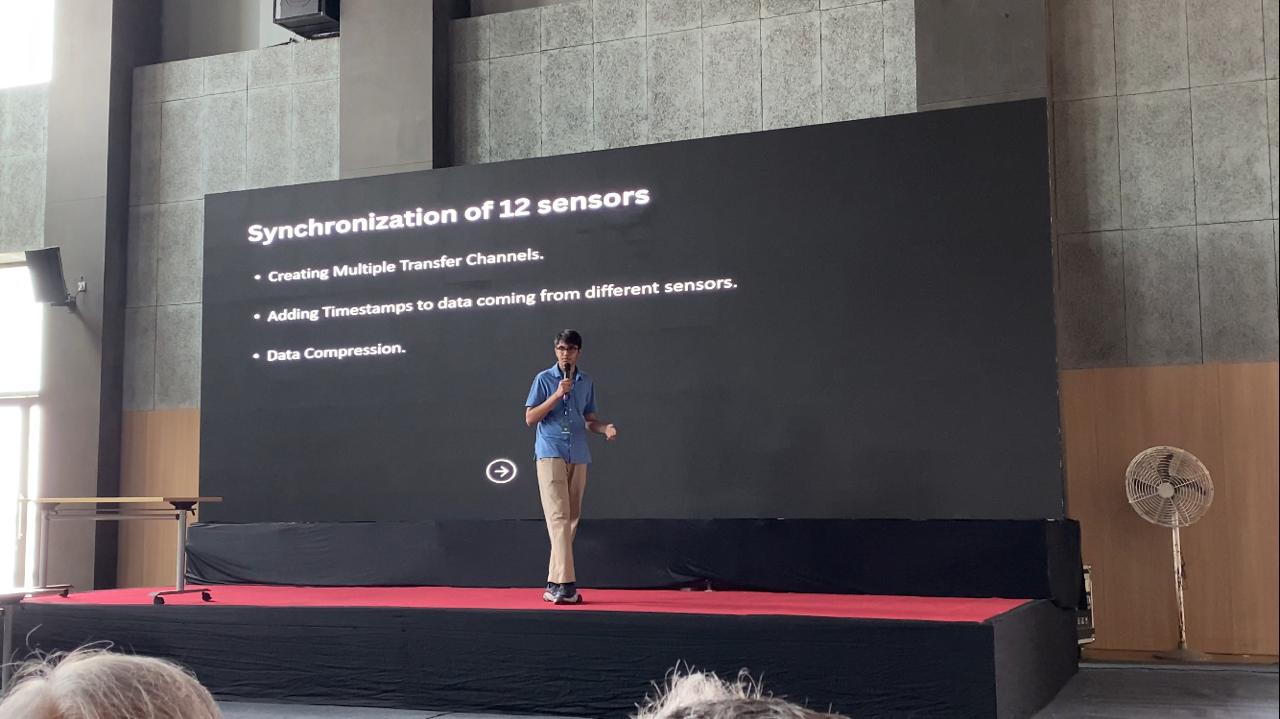 Synchronization of 12 sensors
• Creating Multiple Transfer Channels.
• Adding Timestamps to data coming from different sensors.
• Data Compression.